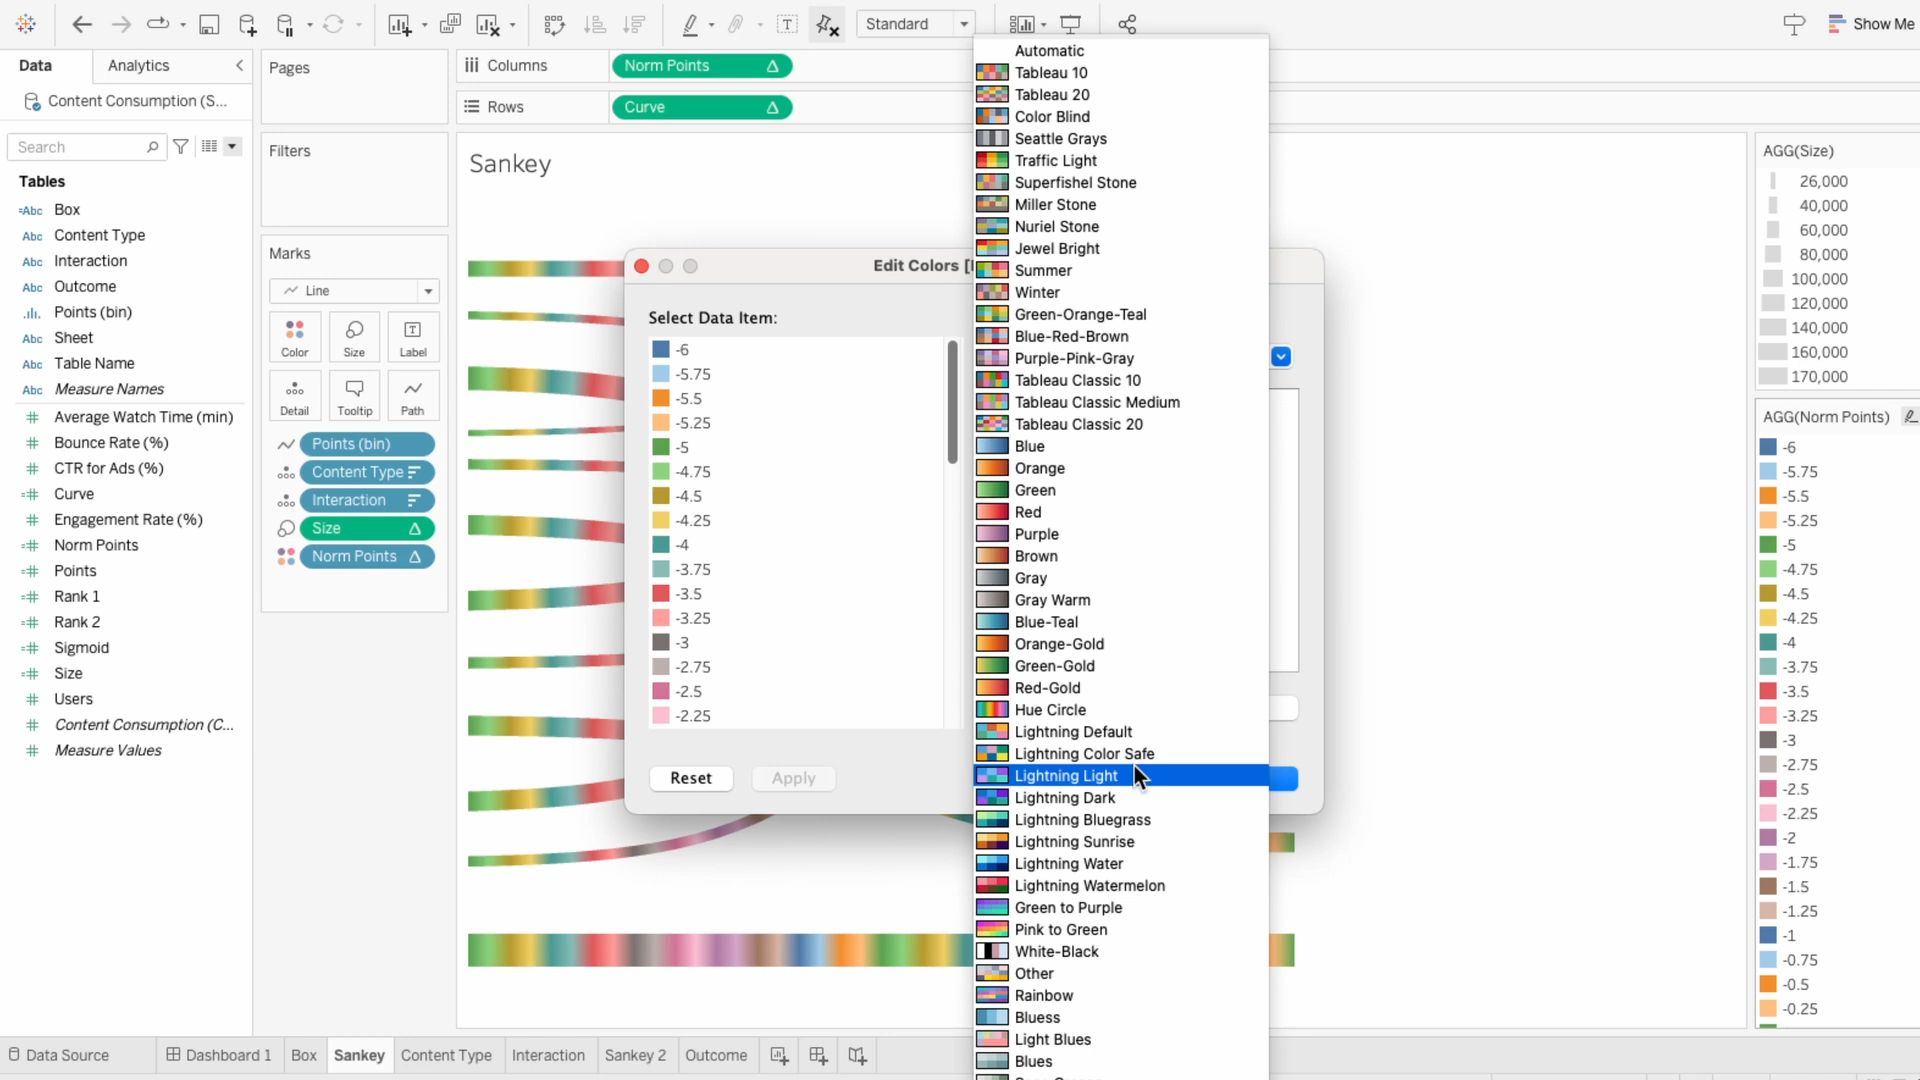 Standard
Show Me
Data
Analytics
Content Consumption (S...
Search
Tables
Abc Box
Abc Content Type
Abc Interaction
Abc Outcome
Points (bin)
Abc Sheet
Abc Table Name
Abc Measure Names
Average Watch Time (min)
Bounce Rate (%)
CTR for Ads (%)
Curve
Engagement Rate (%)
Norm Points
Points
Rank 1
Rank 2
Sigmoid
Size
Users
Content Consumption (C...
Measure Values
Pages
Filters
Marks
Line
Color
Size
Label
Detail
Tooltip
Path
Points (bin)
Content Type
Interaction
Size
Norm Points
Columns
Norm Points
Rows
Curve
Sankey
Edit Colors [
Select Data Item:
-6
-5.75
-5.5
-5.25
-5
-4.75
-4.5
-4.25
-4
-3.75
-3.5
-3.25
-3
-2.75
-2.5
-2.25
Reset
Apply
Automatic
Tableau 10
Tableau 20
Color Blind
Seattle Grays
Traffic Light
Superfishel Stone
Miller Stone
Nuriel Stone
Jewel Bright
Summer
Winter
Green-Orange-Teal
Blue-Red-Brown
Purple-Pink-Gray
Tableau Classic 10
Tableau Classic Medium
Tableau Classic 20
Blue
Orange
Green
Red
Purple
Brown
Gray
Gray Warm
Blue-Teal
Orange-Gold
Green-Gold
Red-Gold
Hue Circle
Lightning Default
Lightning Color Safe
Lightning Light
Lightning Dark
Lightning Bluegrass
Lightning Sunrise
Lightning Water
Lightning Watermelon
Green to Purple
Pink to Green
White-Black
Other
Rainbow
Bluess
Light Blues
Blues
AGG(Size)
26,000
40,000
60,000
80,000
100,000
120,000
140,000
160,000
170,000
AGG(Norm Points)
-6
-5.75
-5.5
-5.25
-5
-4.75
-4.5
-4.25
-4
-3.75
-3.5
-3.25
-3
-2.75
-2.5
-2.25
-2
-1.75
-1.5
-1.25
-1
-0.75
-0.5
-0.25
Data Source
Dashboard 1
Box
Sankey
Content Type
Interaction
Sankey 2
Outcome